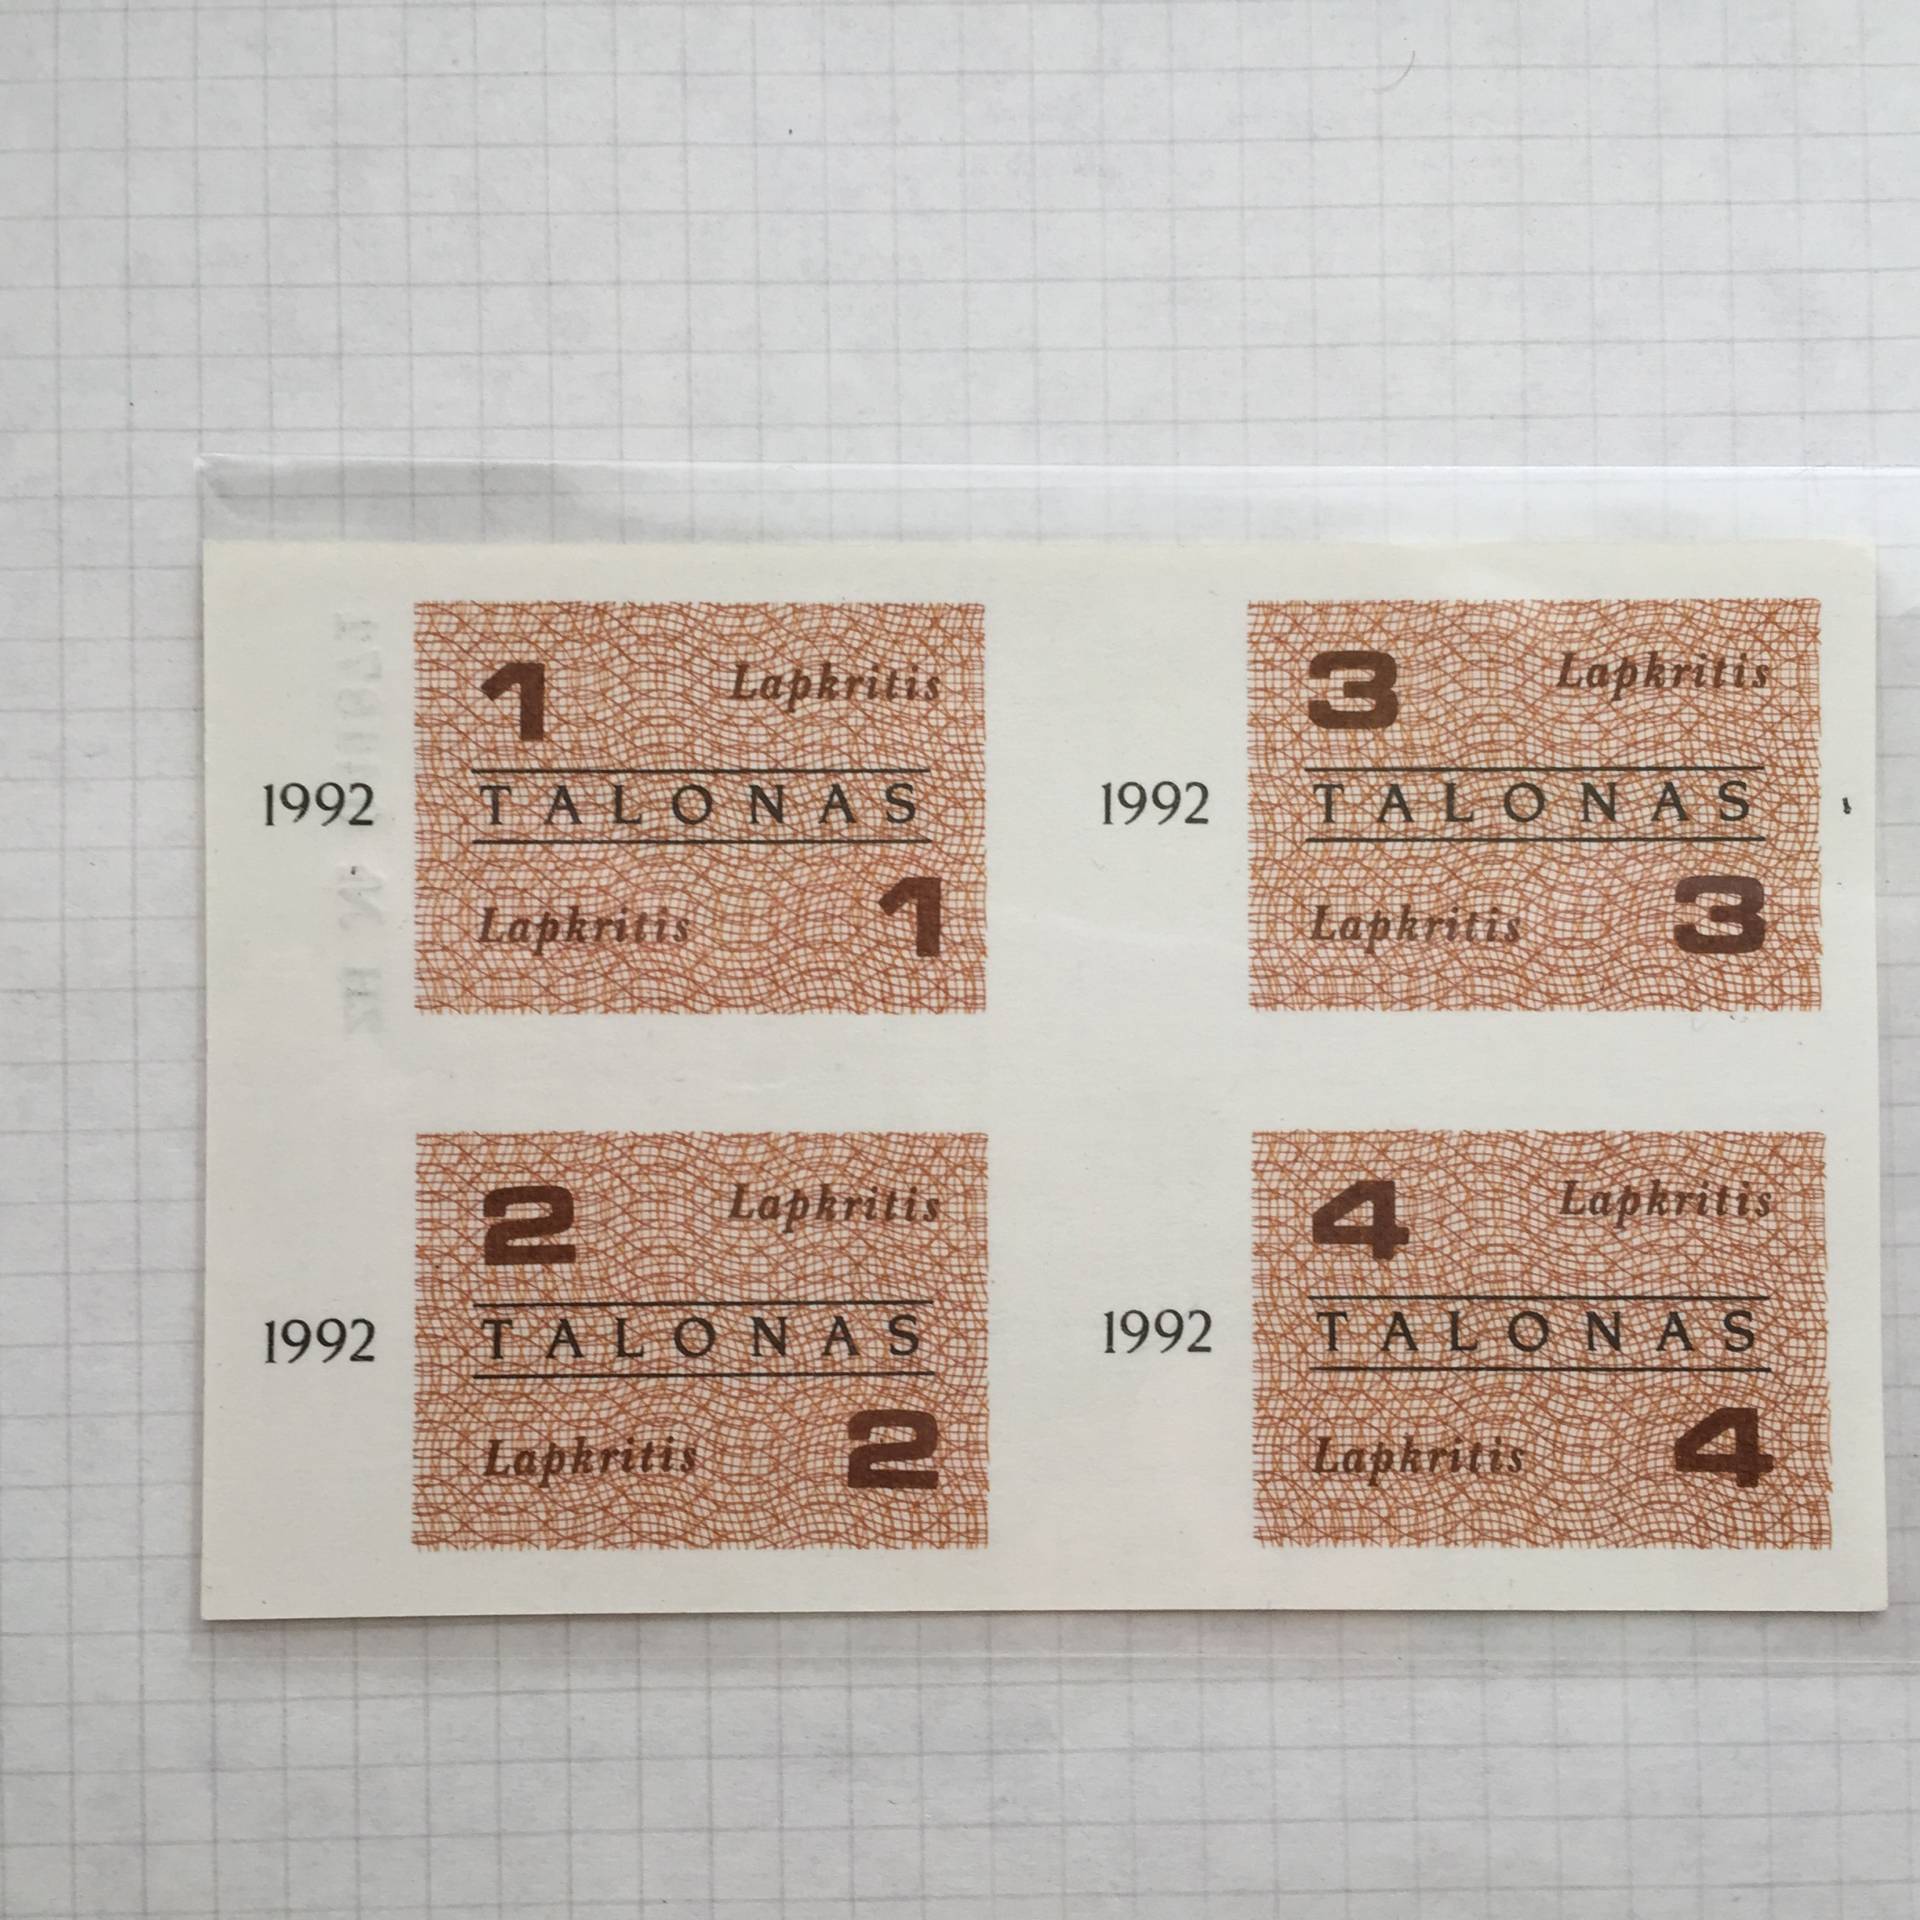 1 Lapkritis
1992 TALONAS
Lapkritis 1
3 Lapkritis
1992 TALONAS
Lapkritis 3
2 Lapkritis
1992 TALONAS
Lapkritis 2
4 Lapkritis
1992 TALONAS
Lapkritis 4